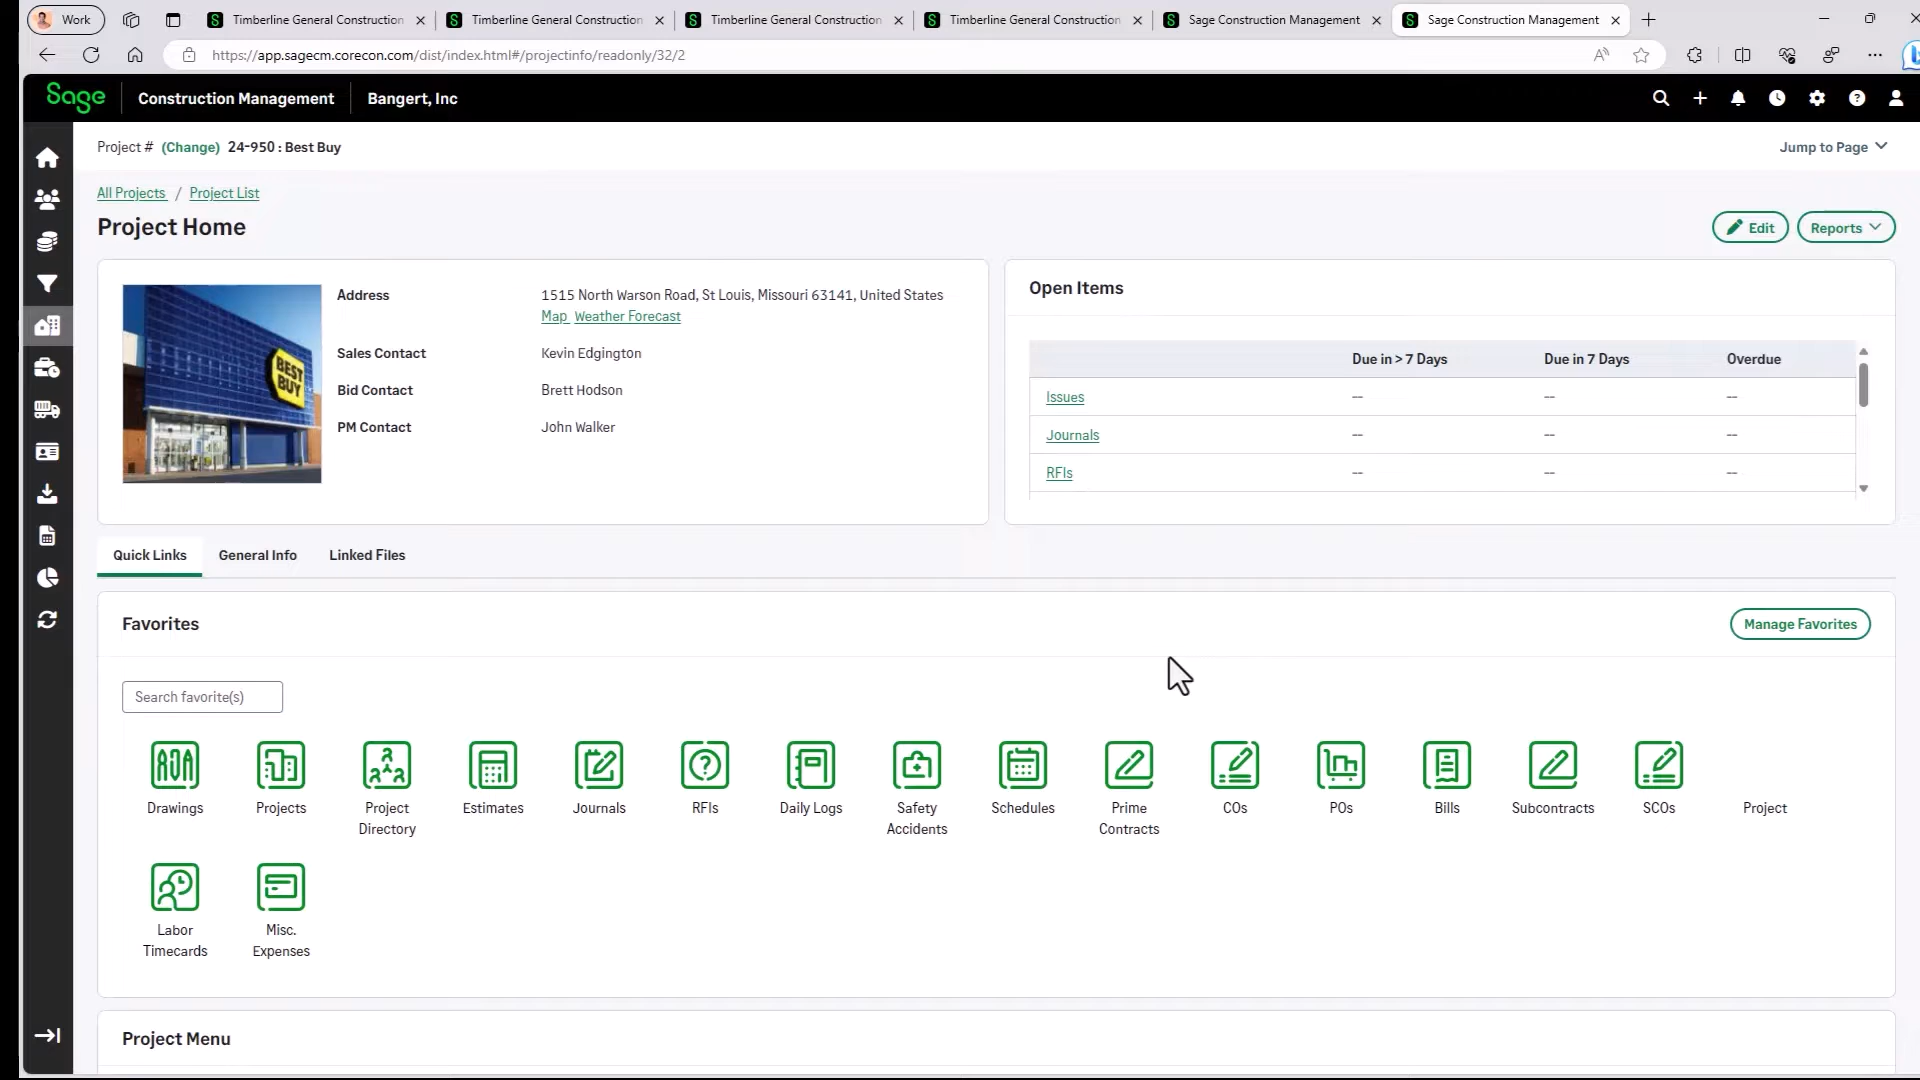 Work
Timberline General Construction
Timberline General Construction
Timberline General Construction
Timberline General Construction
Sage Construction Management
Sage Construction Management
https://app.sagecm.corecon.com/dist/index.html#/projectinfo/readonly/32/2
Sage
Construction Management
Bangert, Inc
Project # (Change) 24-950 : Best Buy
Jump to Page
All Projects / Project List
Project Home
Edit
Reports
BEST
BUY
Address
1515 North Warson Road, St Louis, Missouri 63141, United States
Map Weather Forecast
Sales Contact
Kevin Edgington
Bid Contact
Brett Hodson
PM Contact
John Walker
Open Items
Due in > 7 Days
Due in 7 Days
Overdue
Issues -- -- --
Journals -- -- --
RFIs -- -- --
Quick Links
General Info
Linked Files
Favorites
Manage Favorites
Search favorite(s)
Drawings
Projects
Project
Directory
Estimates
Journals
RFIs
Daily Logs
Safety
Accidents
Schedules
Prime
Contracts
COs
POs
Bills
Subcontracts
SCOs
Project
Labor
Timecards
Misc.
Expenses
Project Menu